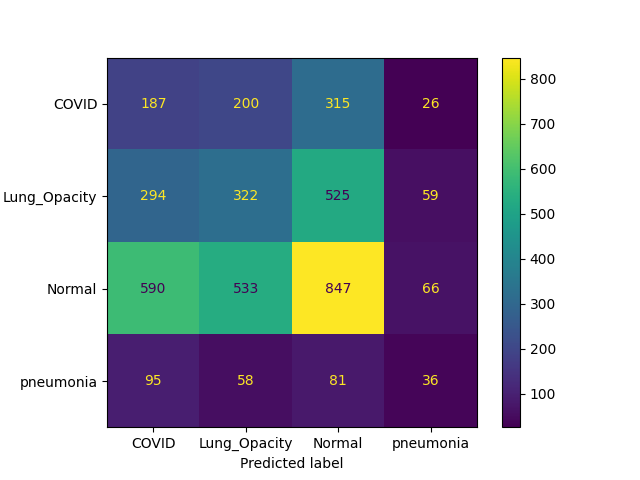 COVID 187 200 315 26
Lung_Opacity 294 322 525 59
Normal 590 533 847 66
pneumonia 95 58 81 36
COVID Lung_Opacity Normal pneumonia
Predicted label
800
700
600
500
400
300
200
100